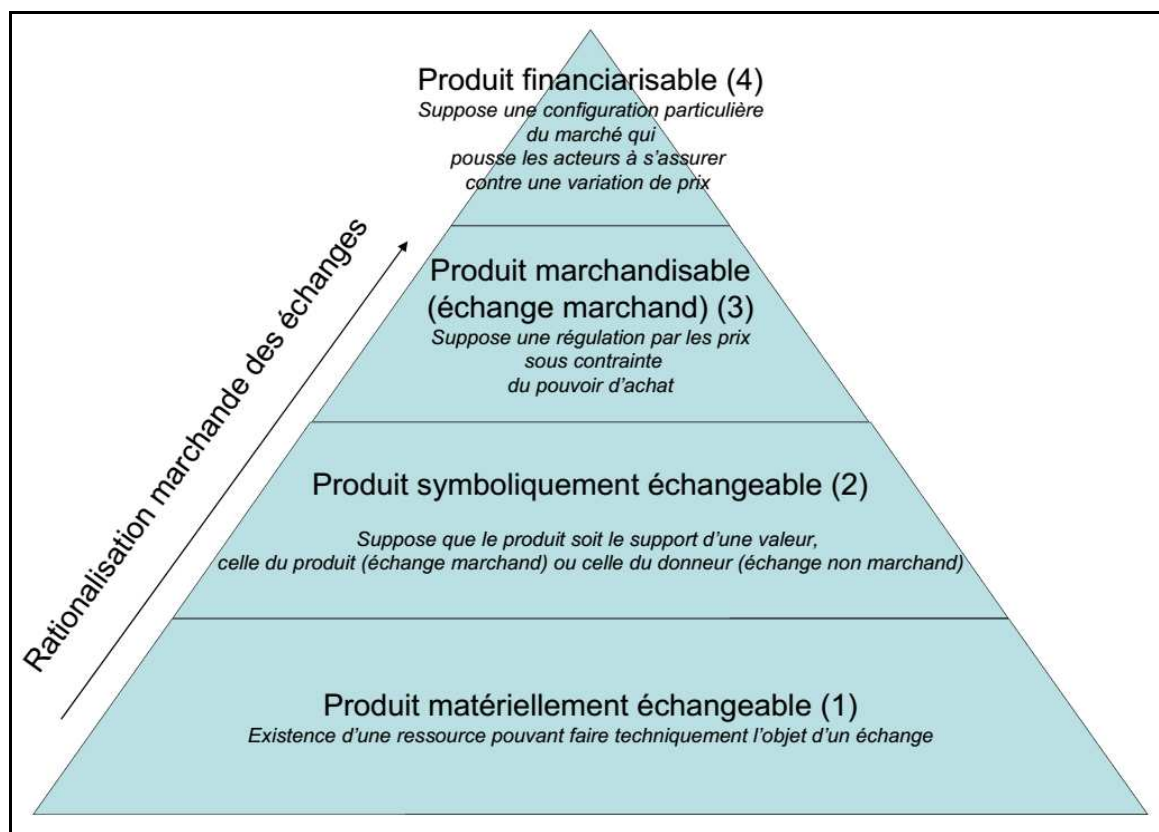 Produit financiarisable (4)
Suppose une configuration particulière
du marché qui
pousse les acteurs à s’assurer
contre une variation de prix
Rationalisation marchande des échanges
Produit marchandisable
(échange marchand) (3)
Suppose une régulation par les prix
sous contrainte
du pouvoir d’achat
Produit symboliquement échangeable (2)
Suppose que le produit soit le support d’une valeur,
celle du produit (échange marchand) ou celle du donneur (échange non marchand)
Produit matériellement échangeable (1)
Existence d’une ressource pouvant faire techniquement l’objet d’un échange